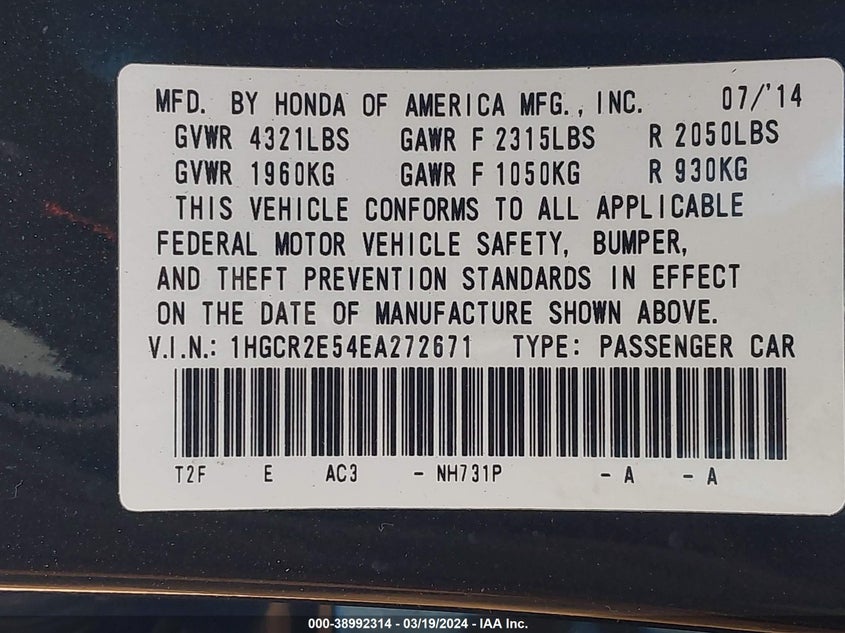 MFD. BY HONDA OF AMERICA MFG., INC. 07/'14
GVWR 4321LBS GAWR F 2315LBS R 2050LBS
GVWR 1960KG GAWR F 1050KG R 930KG
THIS VEHICLE CONFORMS TO ALL APPLICABLE
FEDERAL MOTOR VEHICLE SAFETY, BUMPER,
AND THEFT PREVENTION STANDARDS IN EFFECT
ON THE DATE OF MANUFACTURE SHOWN ABOVE.
V.I.N.: 1HGCR2E54EA272671 TYPE: PASSENGER CAR
T2F E AC3 - NH731P - A - A
000-38992314 - 03/19/2024 - IAA Inc.